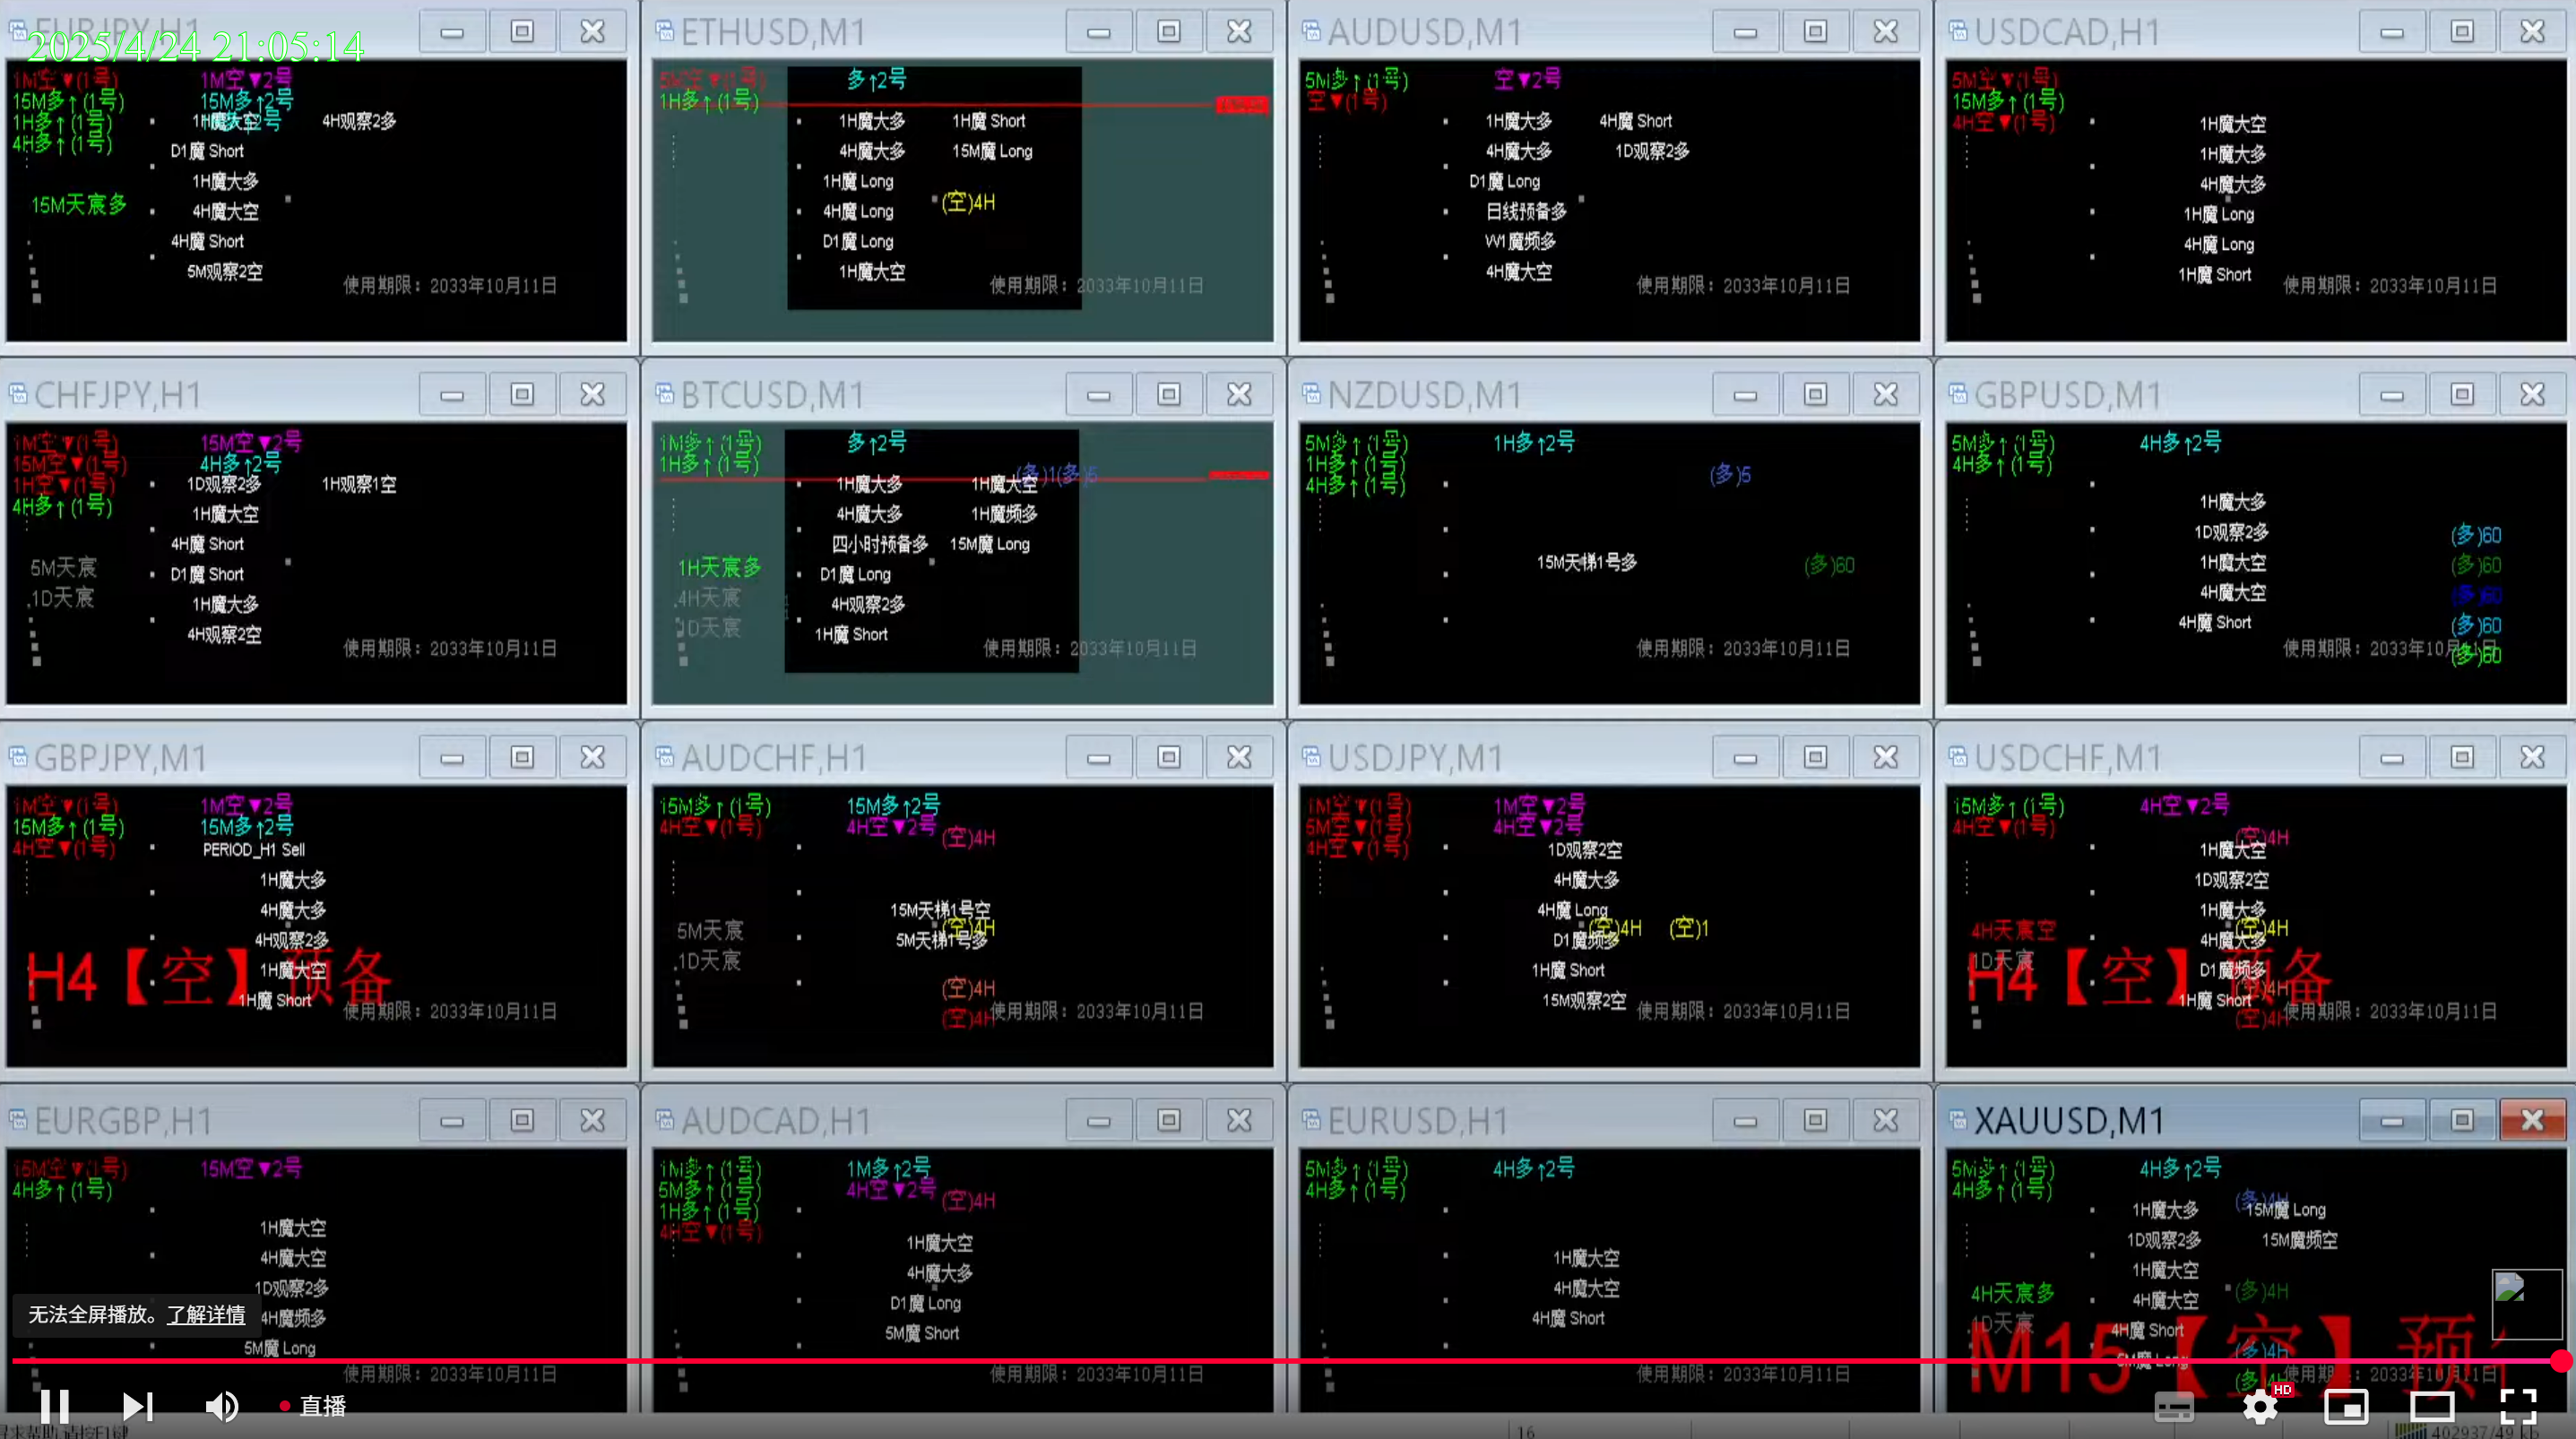 EURJPY,H1
2025/4/24 21:05:14
1M空▼(1号)
1M空▼2号
15M多↑(1号)
15M多↑2号
1H多↑(1号)
1H魔大空
4H观察2多
4H多↑(1号)
D1魔 Short
1H魔大多
15M天宸多
4H魔大空
4H魔 Short
5M观察2空
使用期限：2033年10月11日
ETHUSD,M1
5M空▼(1号)
多↑2号
1H多↑(1号)
1H魔大多
1H魔 Short
4H魔大多
15M魔 Long
1H魔 Long
(空)4H
4H魔 Long
D1魔 Long
1H魔大空
使用期限：2033年10月11日
AUDUSD,M1
5M多↑(1号)
空▼2号
空▼(1号)
1H魔大多
4H魔 Short
4H魔大多
1D观察2多
D1魔 Long
日线预备多
W1魔频多
4H魔大空
使用期限：2033年10月11日
USDCAD,H1
5M空▼(1号)
15M多↑(1号)
4H空▼(1号)
1H魔大空
1H魔大多
4H魔大多
1H魔 Long
4H魔 Long
1H魔 Short
使用期限：2033年10月11日
CHFJPY,H1
1M空▼(1号)
15M空▼2号
15M空▼(1号)
4H多↑2号
1H空▼(1号)
1D观察2多
1H观察1空
4H多↑(1号)
1H魔大空
4H魔 Short
5M天宸
D1魔 Short
1D天宸
1H魔大多
4H观察2空
使用期限：2033年10月11日
BTCUSD,M1
1M多↑(1号)
多↑2号
1H多↑(1号)
(多)1(多)5
1H魔大多
1H魔大空
4H魔大多
1H魔频多
四小时预备多
15M魔 Long
1H天宸多
D1魔 Long
4H天宸
4H观察2多
1D天宸
1H魔 Short
使用期限：2033年10月11日
NZDUSD,M1
5M多↑(1号)
1H多↑2号
1H多↑(1号)
(多)5
4H多↑(1号)
15M天梯1号多
(多)60
使用期限：2033年10月11日
GBPUSD,M1
5M多↑(1号)
4H多↑2号
4H多↑(1号)
1H魔大多
1D观察2多
(多)60
1H魔大空
(多)60
4H魔大空
(多)60
4H魔 Short
(多)60
使用期限：2033年10月11日
(多)60
GBPJPY,M1
1M空▼(1号)
1M空▼2号
15M多↑(1号)
15M多↑2号
4H空▼(1号)
PERIOD_H1 Sell
1H魔大多
4H魔大多
4H观察2多
H4【空】预备
1H魔大空
1H魔 Short
使用期限：2033年10月11日
AUDCHF,H1
15M多↑(1号)
15M多↑2号
4H空▼(1号)
4H空▼2号
(空)4H
15M天梯1号空
5M天宸
(空)4H
5M天梯1号多
1D天宸
(空)4H
使用期限：2033年10月11日
(空)4H
USDJPY,M1
1M空▼(1号)
1M空▼2号
5M空▼(1号)
4H空▼2号
4H空▼(1号)
1D观察2空
4H魔大多
4H魔 Long
(空)4H
(空)1
D1魔频多
1H魔 Short
15M观察2空
使用期限：2033年10月11日
USDCHF,M1
15M多↑(1号)
4H空▼2号
4H空▼(1号)
(空)4H
1H魔大空
1D观察2空
1H魔大多
4H天宸空
(空)4H
4H魔大多
1D天宸
H4【空】预备
D1魔频多
(空)4H
1H魔 Short
使用期限：2033年10月11日
(空)4H
EURGBP,H1
15M空▼(1号)
15M空▼2号
4H多↑(1号)
1H魔大空
4H魔大空
1D观察2多
4H魔频多
5M魔 Long
使用期限：2033年10月11日
AUDCAD,H1
1M多↑(1号)
1M多↑2号
5M多↑(1号)
4H空▼2号
(空)4H
1H多↑(1号)
4H空▼(1号)
1H魔大空
4H魔大多
D1魔 Long
5M魔 Short
使用期限：2033年10月11日
EURUSD,H1
5M多↑(1号)
4H多↑2号
4H多↑(1号)
1H魔大空
4H魔大空
4H魔 Short
使用期限：2033年10月11日
XAUUSD,M1
5M多↑(1号)
4H多↑2号
4H多↑(1号)
(多)4H
1H魔大多
15M魔 Long
1D观察2多
15M魔频空
1H魔大空
4H天宸多
(多)4H
4H魔大空
1D天宸
4H魔 Short
M15【空】预
(多)4H
5M魔 Long
(多)4H
使用期限：2033年10月11日
无法全屏播放。了解详情
直播
HD
16
402937/49 kb